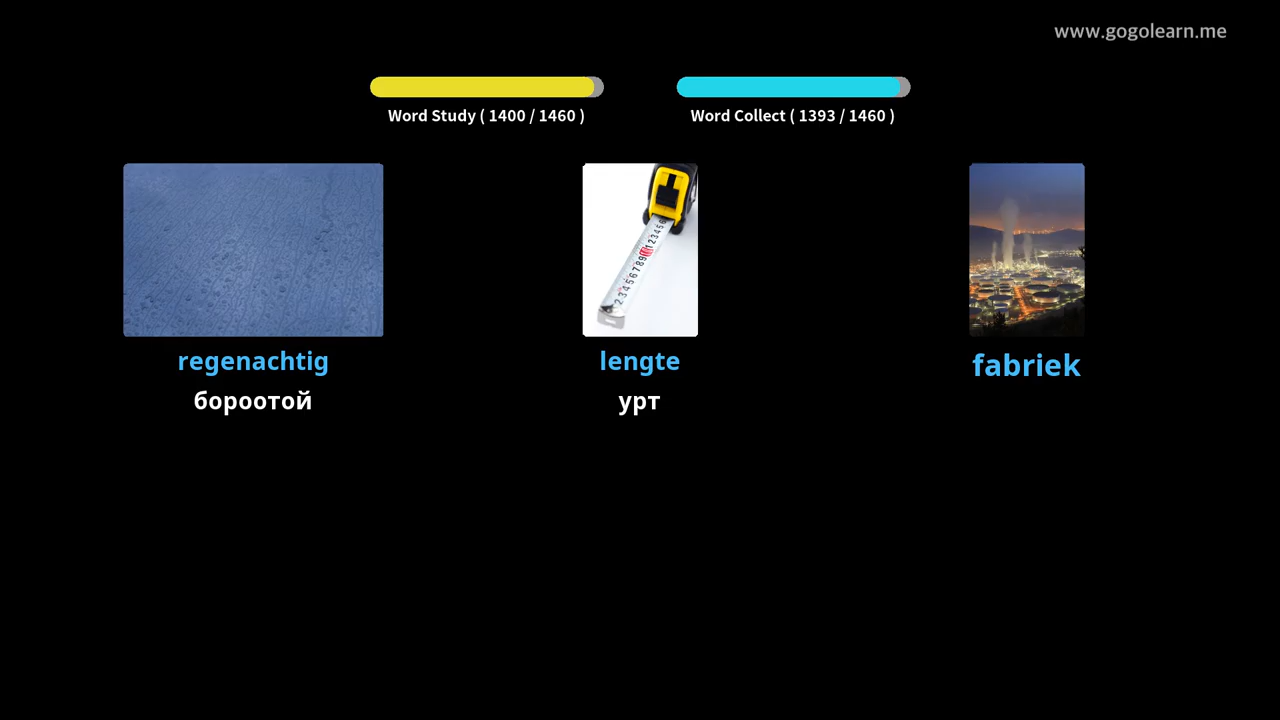 www.gogolearn.me
Word Study ( 1400 / 1460 )
Word Collect ( 1393 / 1460 )
regenachtig
lengte
fabriek
бороотой
урт